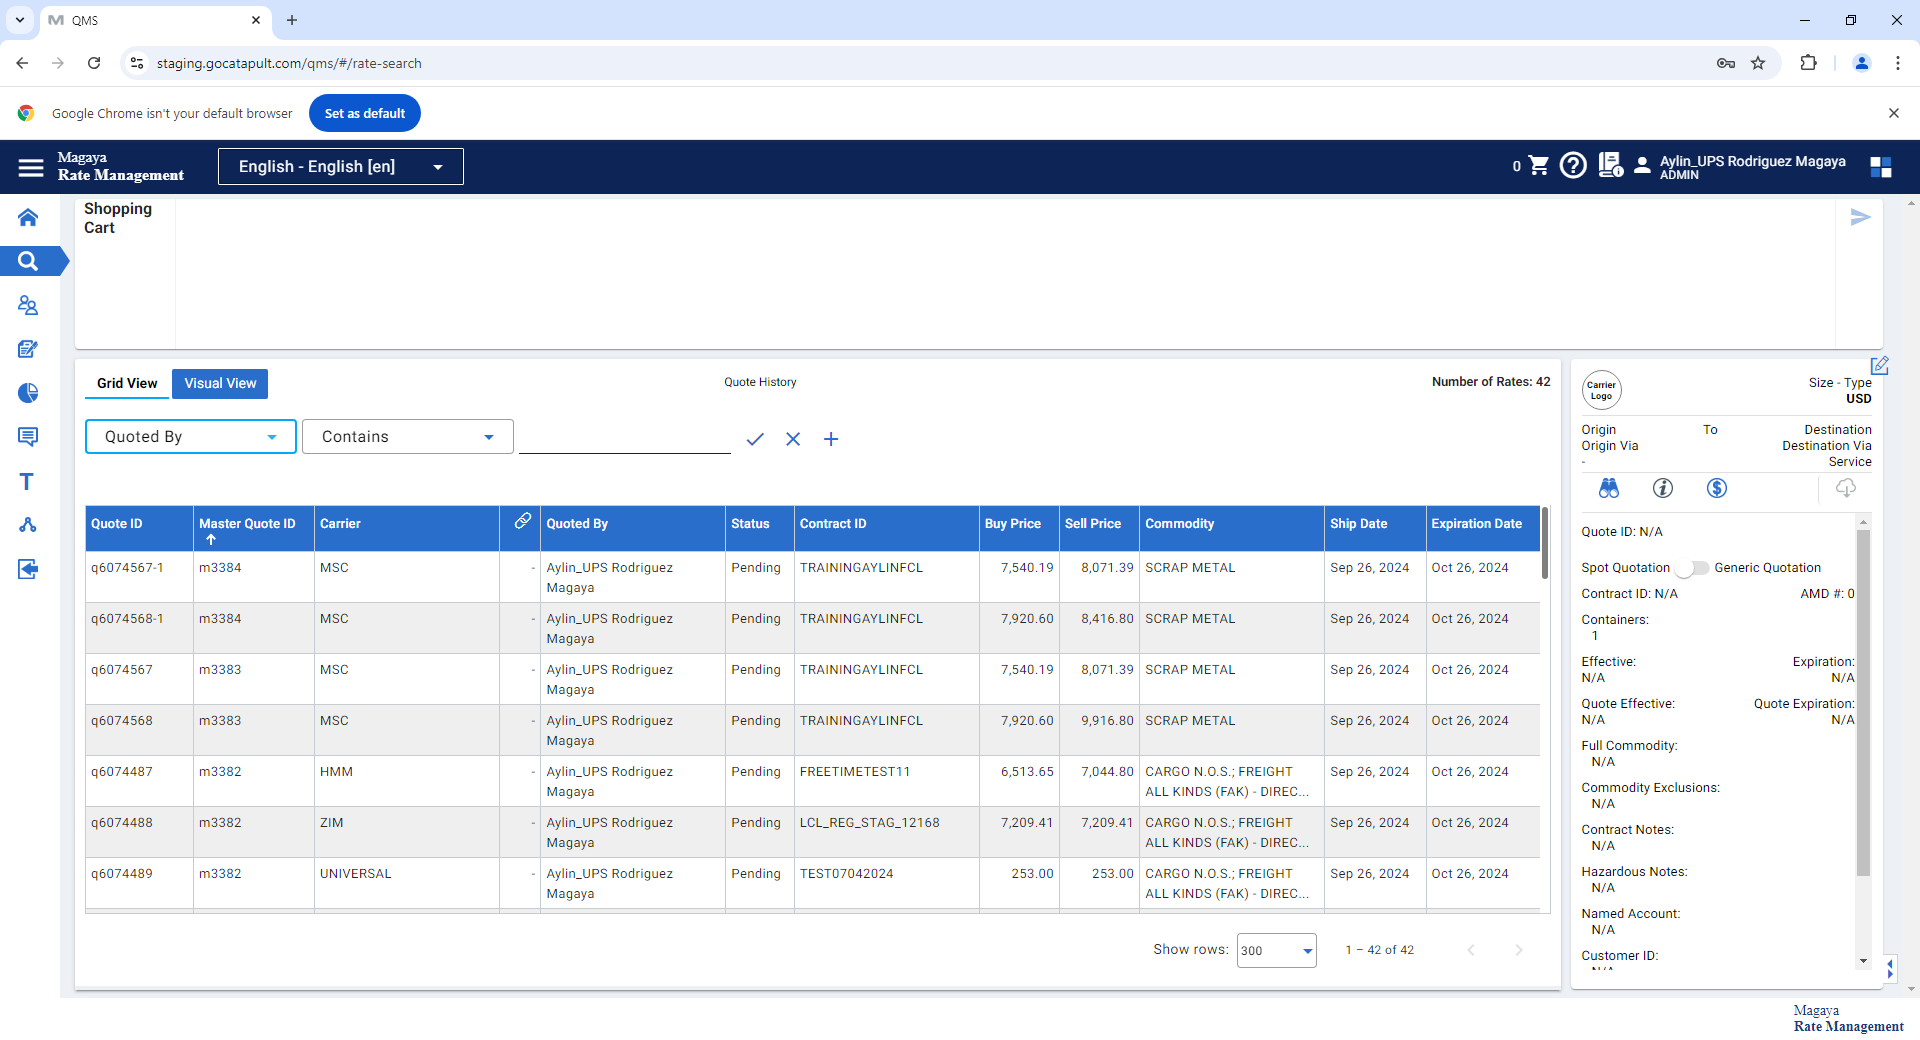 QMS
staging.gocatapult.com/qms/#/rate-search
Google Chrome isn't your default browser
Set as default
Magaya
Rate Management
English - English [en]
0
Aylin_UPS Rodriguez Magaya
ADMIN
Shopping
Cart
Grid View
Visual View
Quote History
Number of Rates: 42
Quoted By
Contains
Quote ID Master Quote ID Carrier Quoted By Status Contract ID Buy Price Sell Price Commodity Ship Date Expiration Date
q6074567-1 m3384 MSC - Aylin_UPS Rodriguez Pending TRAININGAYLINFCL 7,540.19 8,071.39 SCRAP METAL Sep 26, 2024 Oct 26, 2024
Magaya
q6074568-1 m3384 MSC - Aylin_UPS Rodriguez Pending TRAININGAYLINFCL 7,920.60 8,416.80 SCRAP METAL Sep 26, 2024 Oct 26, 2024
Magaya
q6074567 m3383 MSC - Aylin_UPS Rodriguez Pending TRAININGAYLINFCL 7,540.19 8,071.39 SCRAP METAL Sep 26, 2024 Oct 26, 2024
Magaya
q6074568 m3383 MSC - Aylin_UPS Rodriguez Pending TRAININGAYLINFCL 7,920.60 9,916.80 SCRAP METAL Sep 26, 2024 Oct 26, 2024
Magaya
q6074487 m3382 HMM - Aylin_UPS Rodriguez Pending FREETIMETEST11 6,513.65 7,044.80 CARGO N.O.S.; FREIGHT Sep 26, 2024 Oct 26, 2024
Magaya ALL KINDS (FAK) - DIREC...
q6074488 m3382 ZIM - Aylin_UPS Rodriguez Pending LCL_REG_STAG_12168 7,209.41 7,209.41 CARGO N.O.S.; FREIGHT Sep 26, 2024 Oct 26, 2024
Magaya ALL KINDS (FAK) - DIREC...
q6074489 m3382 UNIVERSAL - Aylin_UPS Rodriguez Pending TEST07042024 253.00 253.00 CARGO N.O.S.; FREIGHT Sep 26, 2024 Oct 26, 2024
Magaya ALL KINDS (FAK) - DIREC...
Show rows: 300 1 – 42 of 42
Carrier
Logo
Size - Type
USD
Origin To Destination
Origin Via Destination Via
- Service
Quote ID: N/A
Spot Quotation Generic Quotation
Contract ID: N/A AMD #: 0
Containers:
1
Effective: Expiration:
N/A N/A
Quote Effective: Quote Expiration:
N/A N/A
Full Commodity:
N/A
Commodity Exclusions:
N/A
Contract Notes:
N/A
Hazardous Notes:
N/A
Named Account:
N/A
Customer ID:
N/A
Magaya
Rate Management